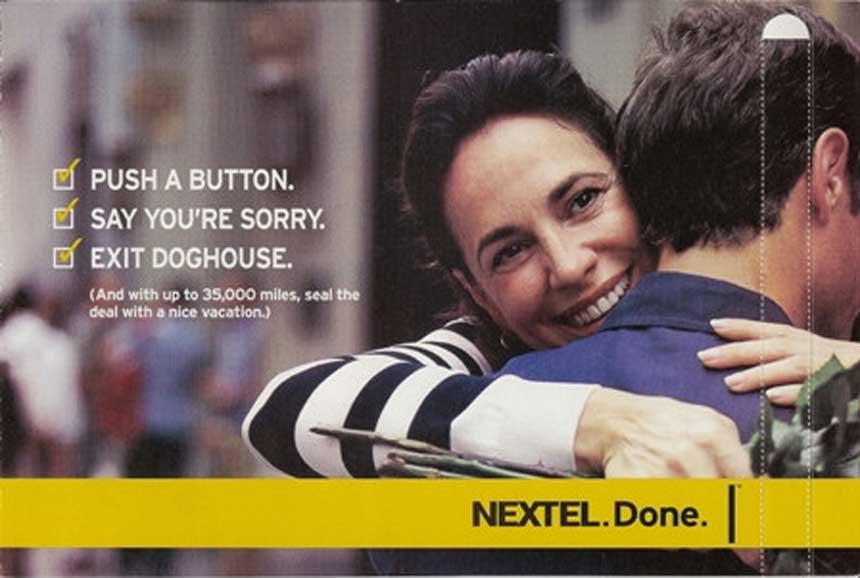 PUSH A BUTTON.
SAY YOU'RE SORRY.
EXIT DOGHOUSE.
(And with up to 35,000 miles, seal the
deal with a nice vacation.)
NEXTEL.Done.